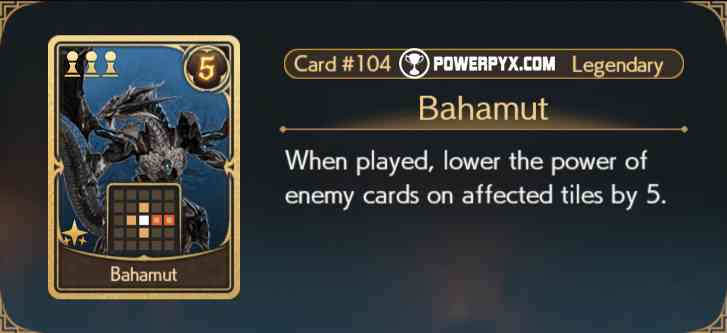 5
Bahamut
Card #104 POWERPYX.COM Legendary
Bahamut
When played, lower the power of
enemy cards on affected tiles by 5.